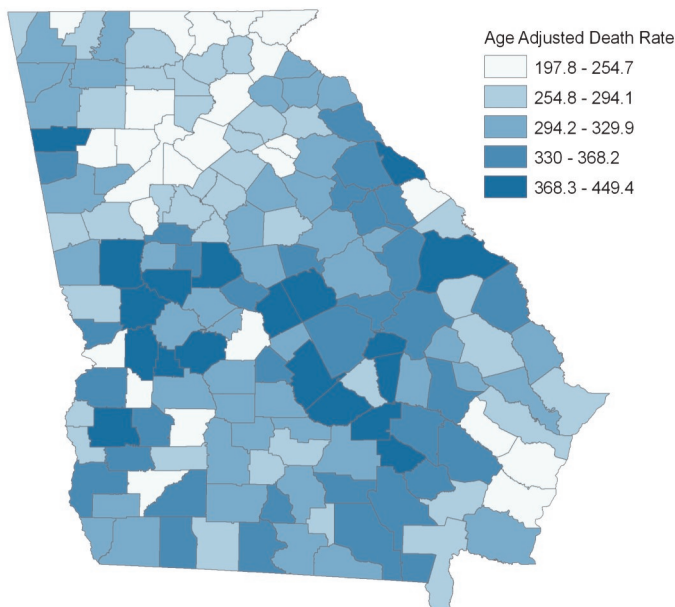 Age Adjusted Death Rate
197.8 - 254.7
254.8 - 294.1
294.2 - 329.9
330 - 368.2
368.3 - 449.4